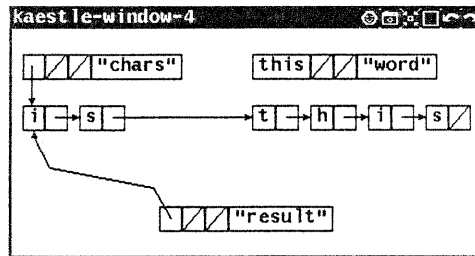 kaestle-window-4
"chars" this "word"
i s t h i s
"result"